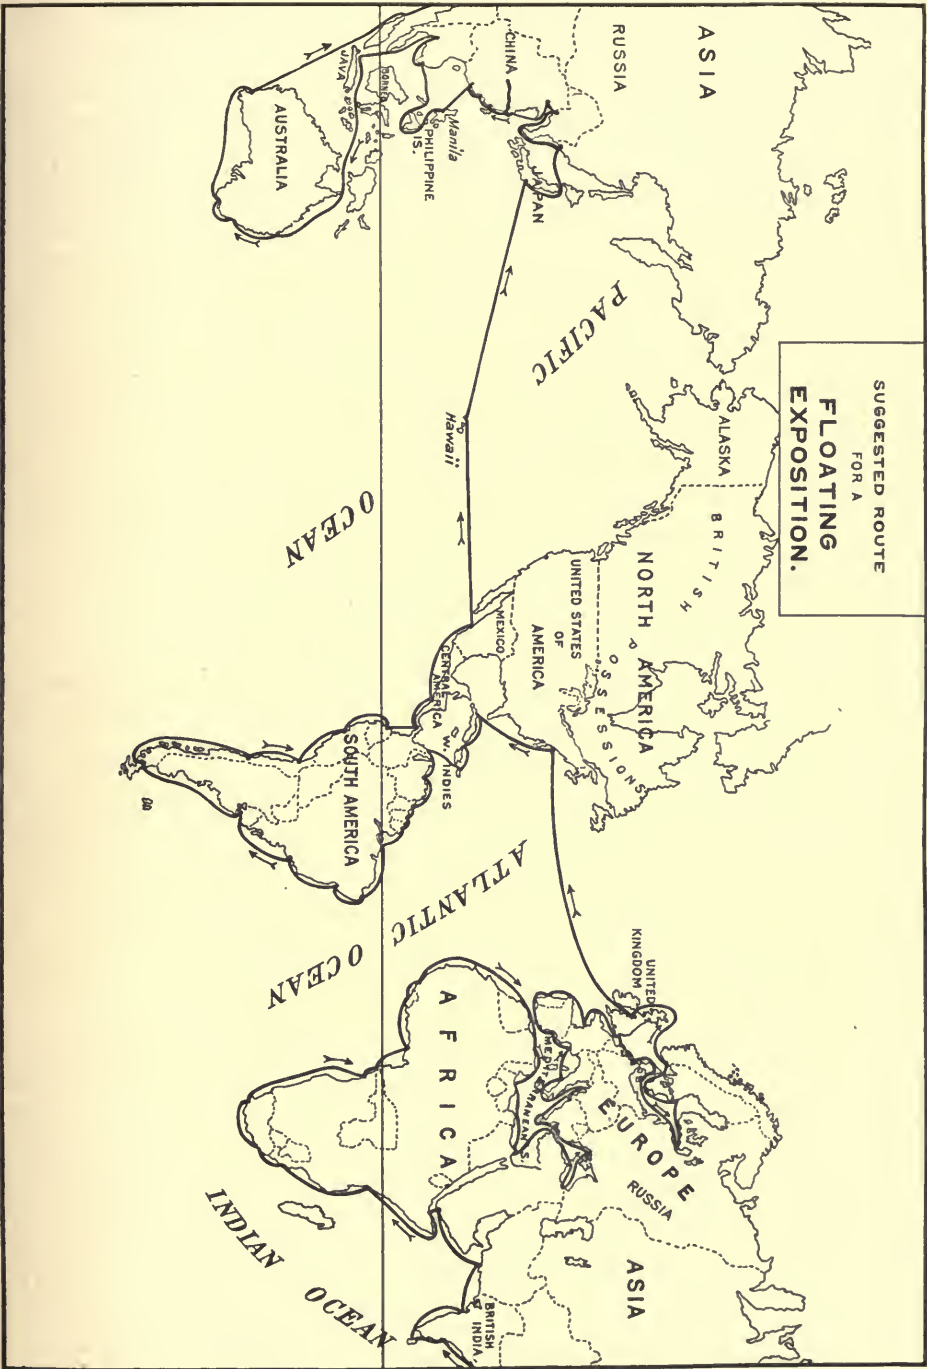 SUGGESTED ROUTE
FOR A
FLOATING
EXPOSITION.
ASIA
RUSSIA
CHINA
JAPAN
Manila
PHILIPPINE
IS.
BORNEO
JAVA
AUSTRALIA
PACIFIC
OCEAN
Hawaii
ALASKA
BRITISH
POSSESSIONS
NORTH AMERICA
UNITED STATES
OF
AMERICA
MEXICO
CENTRAL
AMERICA
W. INDIES
SOUTH AMERICA
ATLANTIC
OCEAN
UNITED
KINGDOM
EUROPE
RUSSIA
MEDITERRANEAN S.
AFRICA
ASIA
BRITISH
INDIA.
INDIAN OCEAN